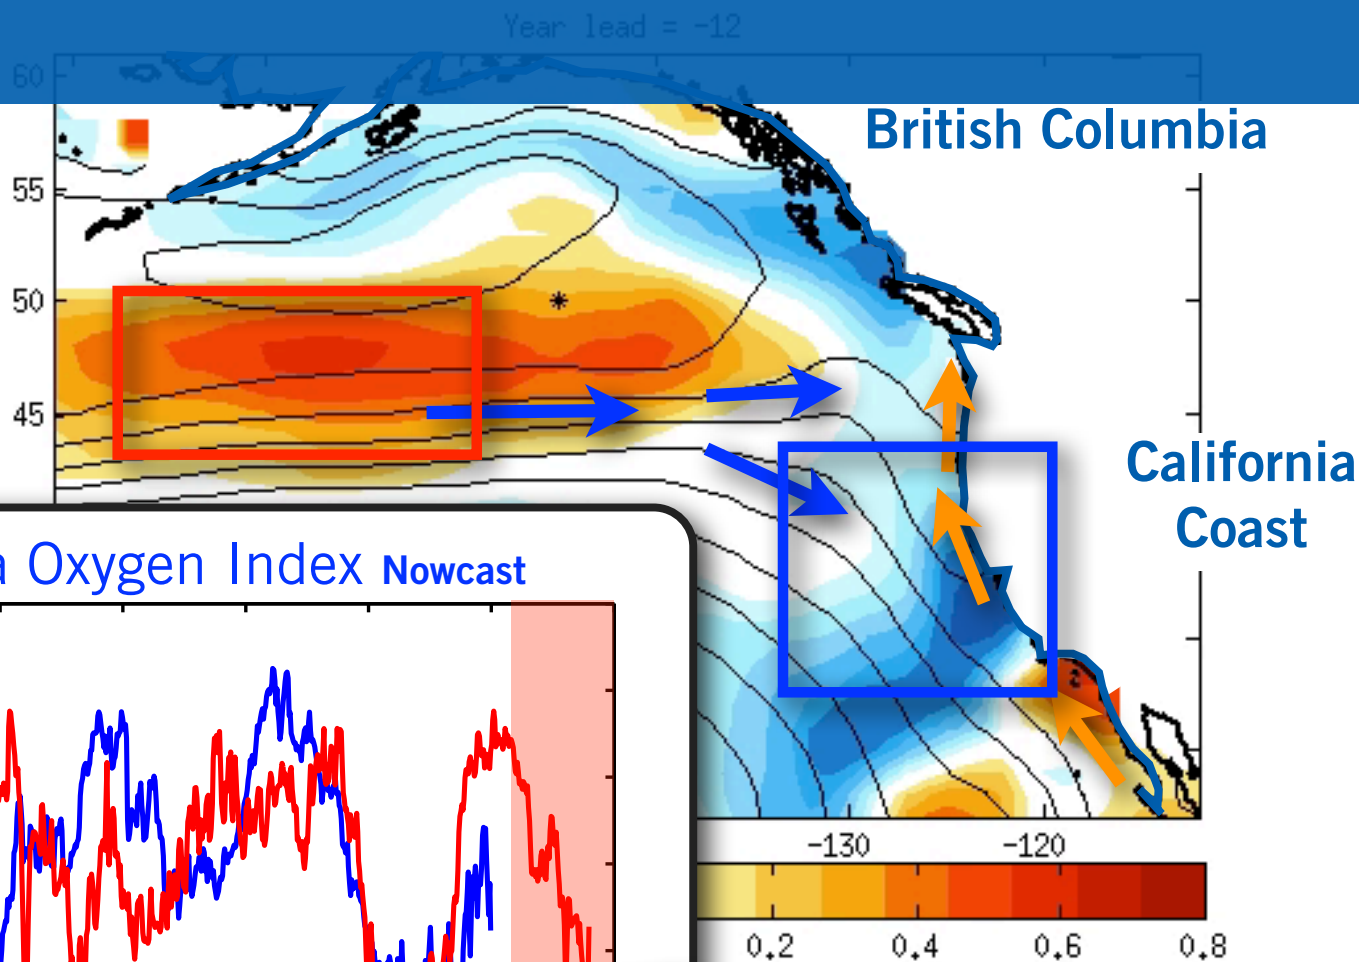 Year lead = -12
60
British Columbia
55
50
45
California
Coast
Oxygen Index Nowcast
-130
-120
0.2
0.4
0.6
0.8